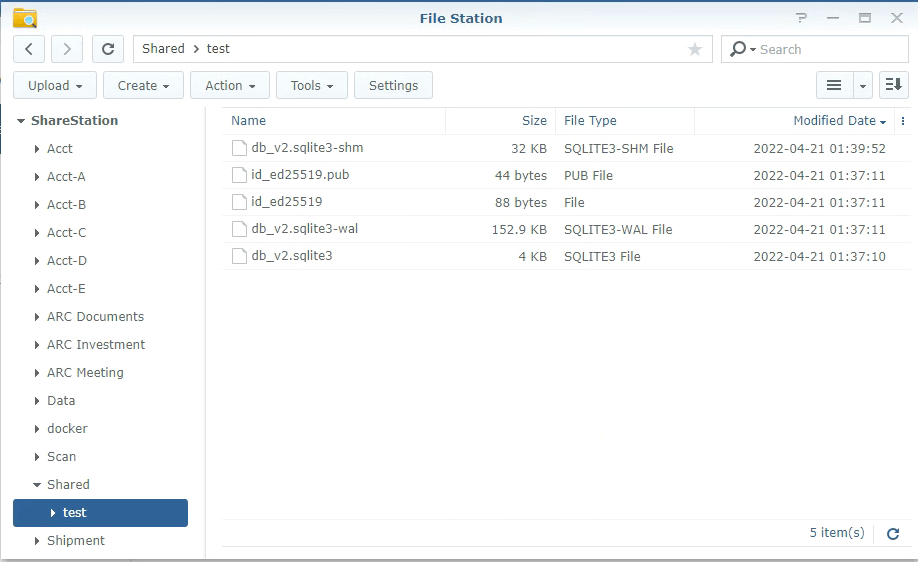 File Station
Shared > test
Search
Upload Create Action Tools Settings
ShareStation
Acct
Acct-A
Acct-B
Acct-C
Acct-D
Acct-E
ARC Documents
ARC Investment
ARC Meeting
Data
docker
Scan
Shared
test
Shipment
Name Size File Type Modified Date
db_v2.sqlite3-shm 32 KB SQLITE3-SHM File 2022-04-21 01:39:52
id_ed25519.pub 44 bytes PUB File 2022-04-21 01:37:11
id_ed25519 88 bytes File 2022-04-21 01:37:11
db_v2.sqlite3-wal 152.9 KB SQLITE3-WAL File 2022-04-21 01:37:11
db_v2.sqlite3 4 KB SQLITE3 File 2022-04-21 01:37:10
5 item(s)